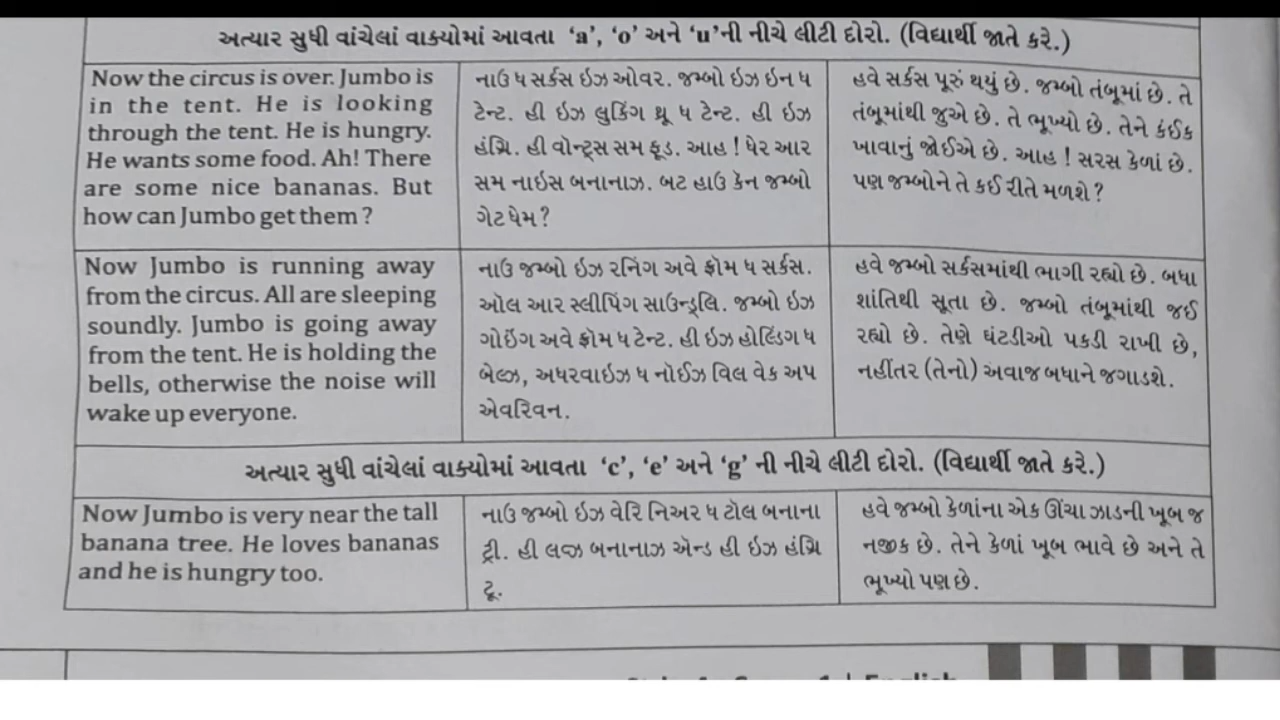 અત્યાર સુધી વાંચેલાં વાક્યોમાં આવતા ‘a’, ‘o’ અને ‘u’ની નીચે લીટી દોરો. (વિદ્યાર્થી જાતે કરે.)
Now the circus is over. Jumbo is
in the tent. He is looking
through the tent. He is hungry.
He wants some food. Ah! There
are some nice bananas. But
how can Jumbo get them?
નાઉ ધ સર્કસ ઇઝ ઓવર. જમ્બો ઇઝ ઇન ધ
ટેન્ટ. હી ઇઝ લુકિંગ થ્રૂ ધ ટેન્ટ. હી ઇઝ
હંગ્રિ. હી વૉન્ટ્સ સમ ફૂડ. આહ ! ધેર આર
સમ નાઇસ બનાનાઝ. બટ હાઉ કૅન જમ્બો
ગેટ ધેમ?
હવે સર્કસ પૂરું થયું છે. જમ્બો તંબૂમાં છે. તે
તંબૂમાંથી જુએ છે. તે ભૂખ્યો છે. તેને કંઈક
ખાવાનું જોઈએ છે. આહ ! સરસ કેળાં છે.
પણ જમ્બોને તે કઈ રીતે મળશે?
Now Jumbo is running away
from the circus. All are sleeping
soundly. Jumbo is going away
from the tent. He is holding the
bells, otherwise the noise will
wake up everyone.
નાઉ જમ્બો ઇઝ રનિંગ અવે ફ્રૉમ ધ સર્કસ.
ઑલ આર સ્લીપિંગ સાઉન્ડ્લિ. જમ્બો ઇઝ
ગોઇંગ અવે ફ્રૉમ ધ ટેન્ટ. હી ઇઝ હોલ્ડિંગ ધ
બેલ્ઝ, અધરવાઇઝ ધ નૉઈઝ વિલ વેક અપ
એવરિવન.
હવે જમ્બો સર્કસમાંથી ભાગી રહ્યો છે. બધા
શાંતિથી સૂતા છે. જમ્બો તંબૂમાંથી જઈ
રહ્યો છે. તેણે ઘંટડીઓ પકડી રાખી છે,
નહીંતર (તેનો) અવાજ બધાને જગાડશે.
અત્યાર સુધી વાંચેલાં વાક્યોમાં આવતા ‘c’, ‘e’ અને ‘g’ ની નીચે લીટી દોરો. (વિદ્યાર્થી જાતે કરે.)
Now Jumbo is very near the tall
banana tree. He loves bananas
and he is hungry too.
નાઉ જમ્બો ઇઝ વેરિ નિઅર ધ ટૉલ બનાના
ટ્રી. હી લવ્ઝ બનાનાઝ ઍન્ડ હી ઇઝ હંગ્રિ
ટૂ.
હવે જમ્બો કેળાંના એક ઊંચા ઝાડની ખૂબ જ
નજીક છે. તેને કેળાં ખૂબ ભાવે છે અને તે
ભૂખ્યો પણ છે.